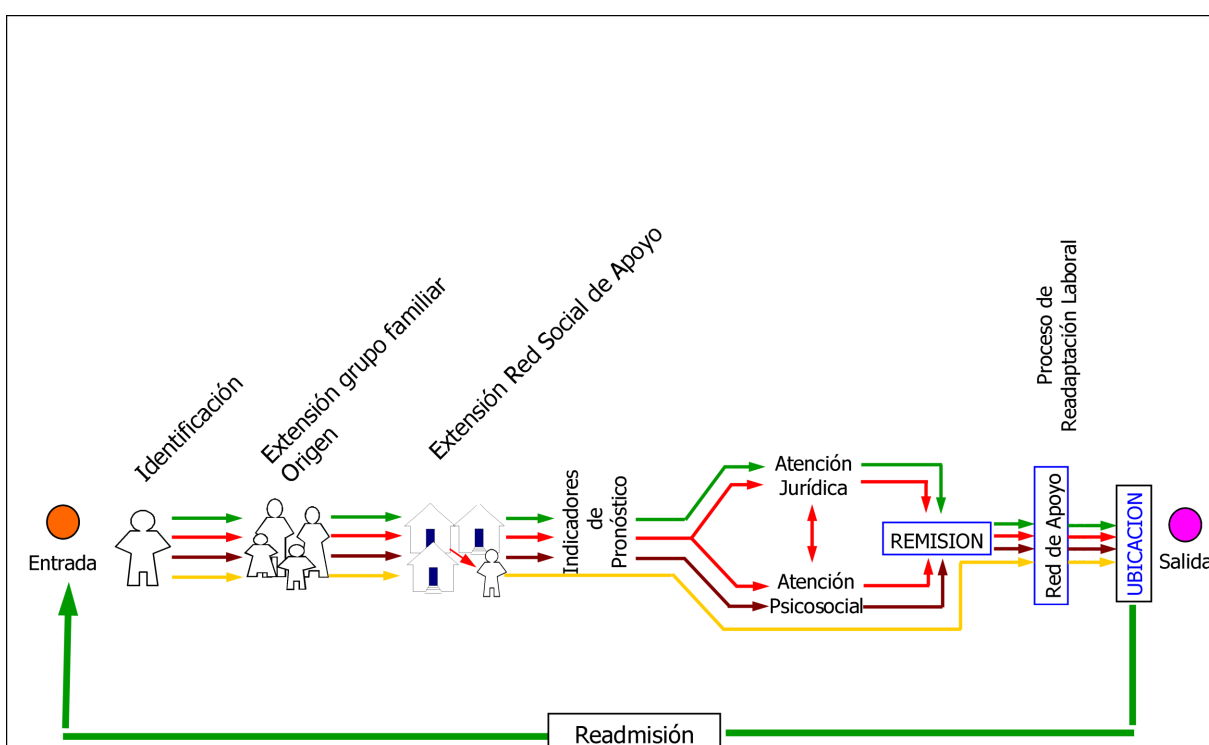 Entrada
Identificación
Extensión grupo familiar
Origen
Extensión Red Social de Apoyo
Indicadores
de
Pronóstico
Atención
Jurídica
Atención
Psicosocial
REMISION
Proceso de
Readaptación Laboral
Red de Apoyo
UBICACION
Salida
Readmisión